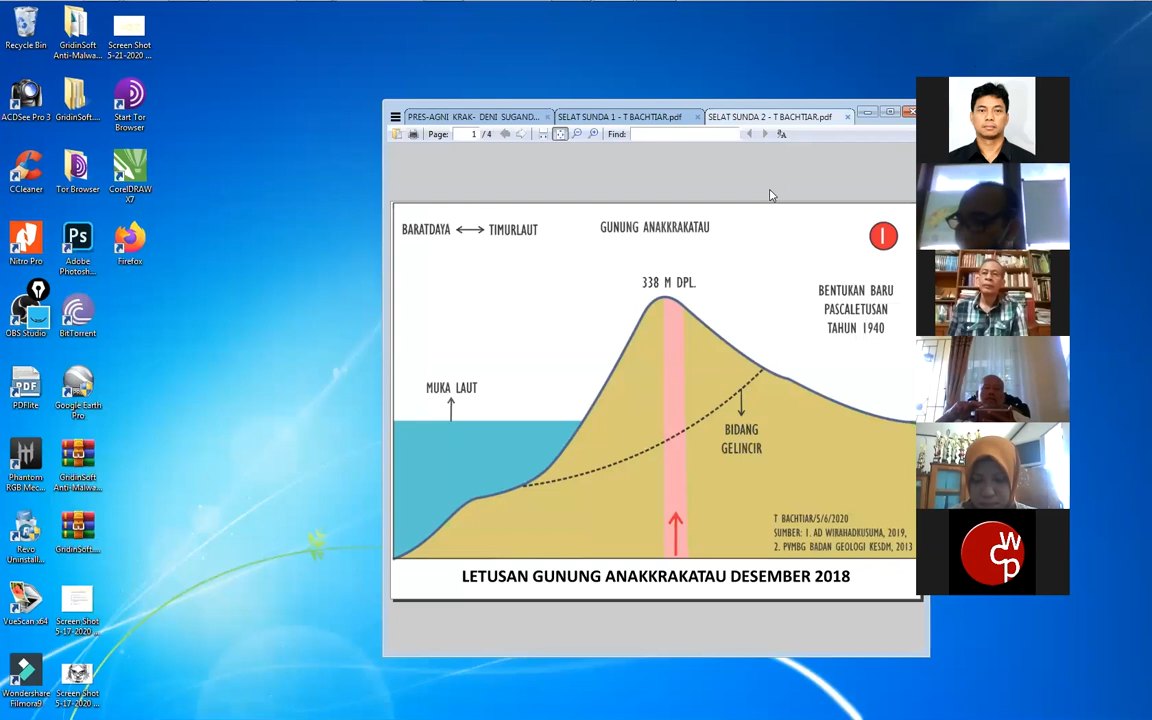 Recycle Bin
GridinSoft
Anti-Malwa...
Screen Shot
5-21-2020 ...
ACDSee Pro 3
GridinSoft....
Start Tor
Browser
CCleaner
Tor Browser
CorelDRAW
X7
Nitro Pro
Adobe
Photosh...
Firefox
OBS Studio
BitTorrent
PDF
PDFlite
Google Earth
Pro
Phantom
RGB Mec...
GridinSoft
Anti-Malwa...
Revo
Uninstall...
GridinSoft...
VueScan x64
Screen Shot
5-17-2020 ...
Wondershare
Filmora9
Screen Shot
5-17-2020 ...
PRES-AGNI KRAK- DENI SUGAND...
SELAT SUNDA 1 - T BACHTIAR.pdf
SELAT SUNDA 2 - T BACHTIAR.pdf
Page: 1 / 4
Find:
BARATDAYA
TIMURLAUT
GUNUNG ANAKKRAKATAU
I
338 M DPL.
BENTUKAN BARU
PASCALETUSAN
TAHUN 1940
MUKA LAUT
BIDANG
GELINCIR
T BACHTIAR/5/6/2020
SUMBER: 1. AD WIRAHADKUSUMA, 2019,
2. PVMBG BADAN GEOLOGI KESDM, 2013
LETUSAN GUNUNG ANAKKRAKATAU DESEMBER 2018
wcp